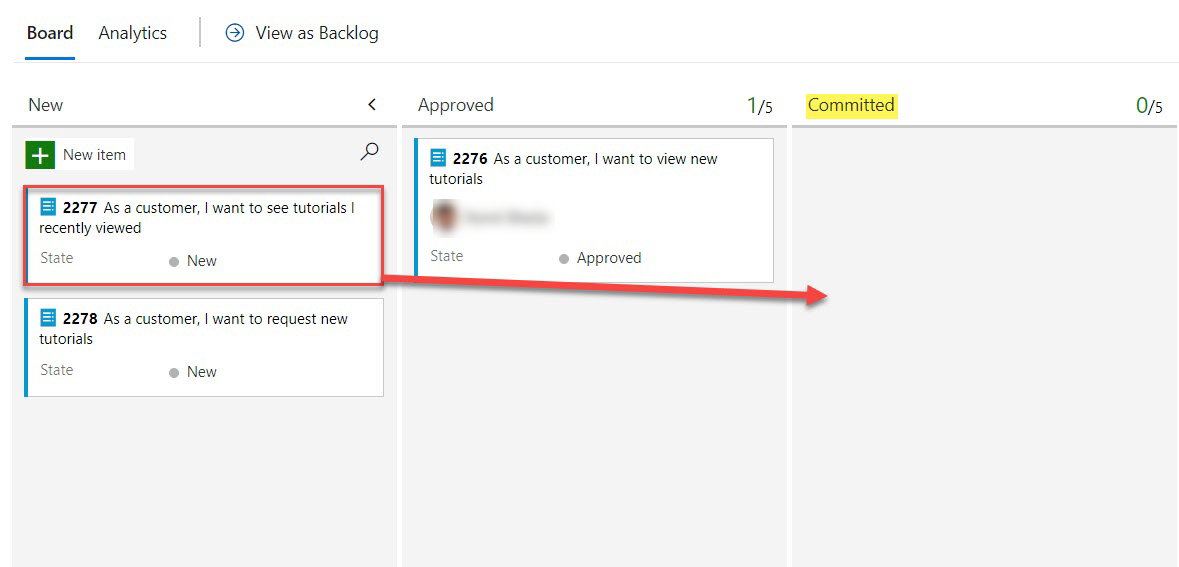 Board Analytics View as Backlog
New
Approved 1/5
Committed 0/5
New item
2277 As a customer, I want to see tutorials I
recently viewed
State New
2278 As a customer, I want to request new
tutorials
State New
2276 As a customer, I want to view new
tutorials
State Approved